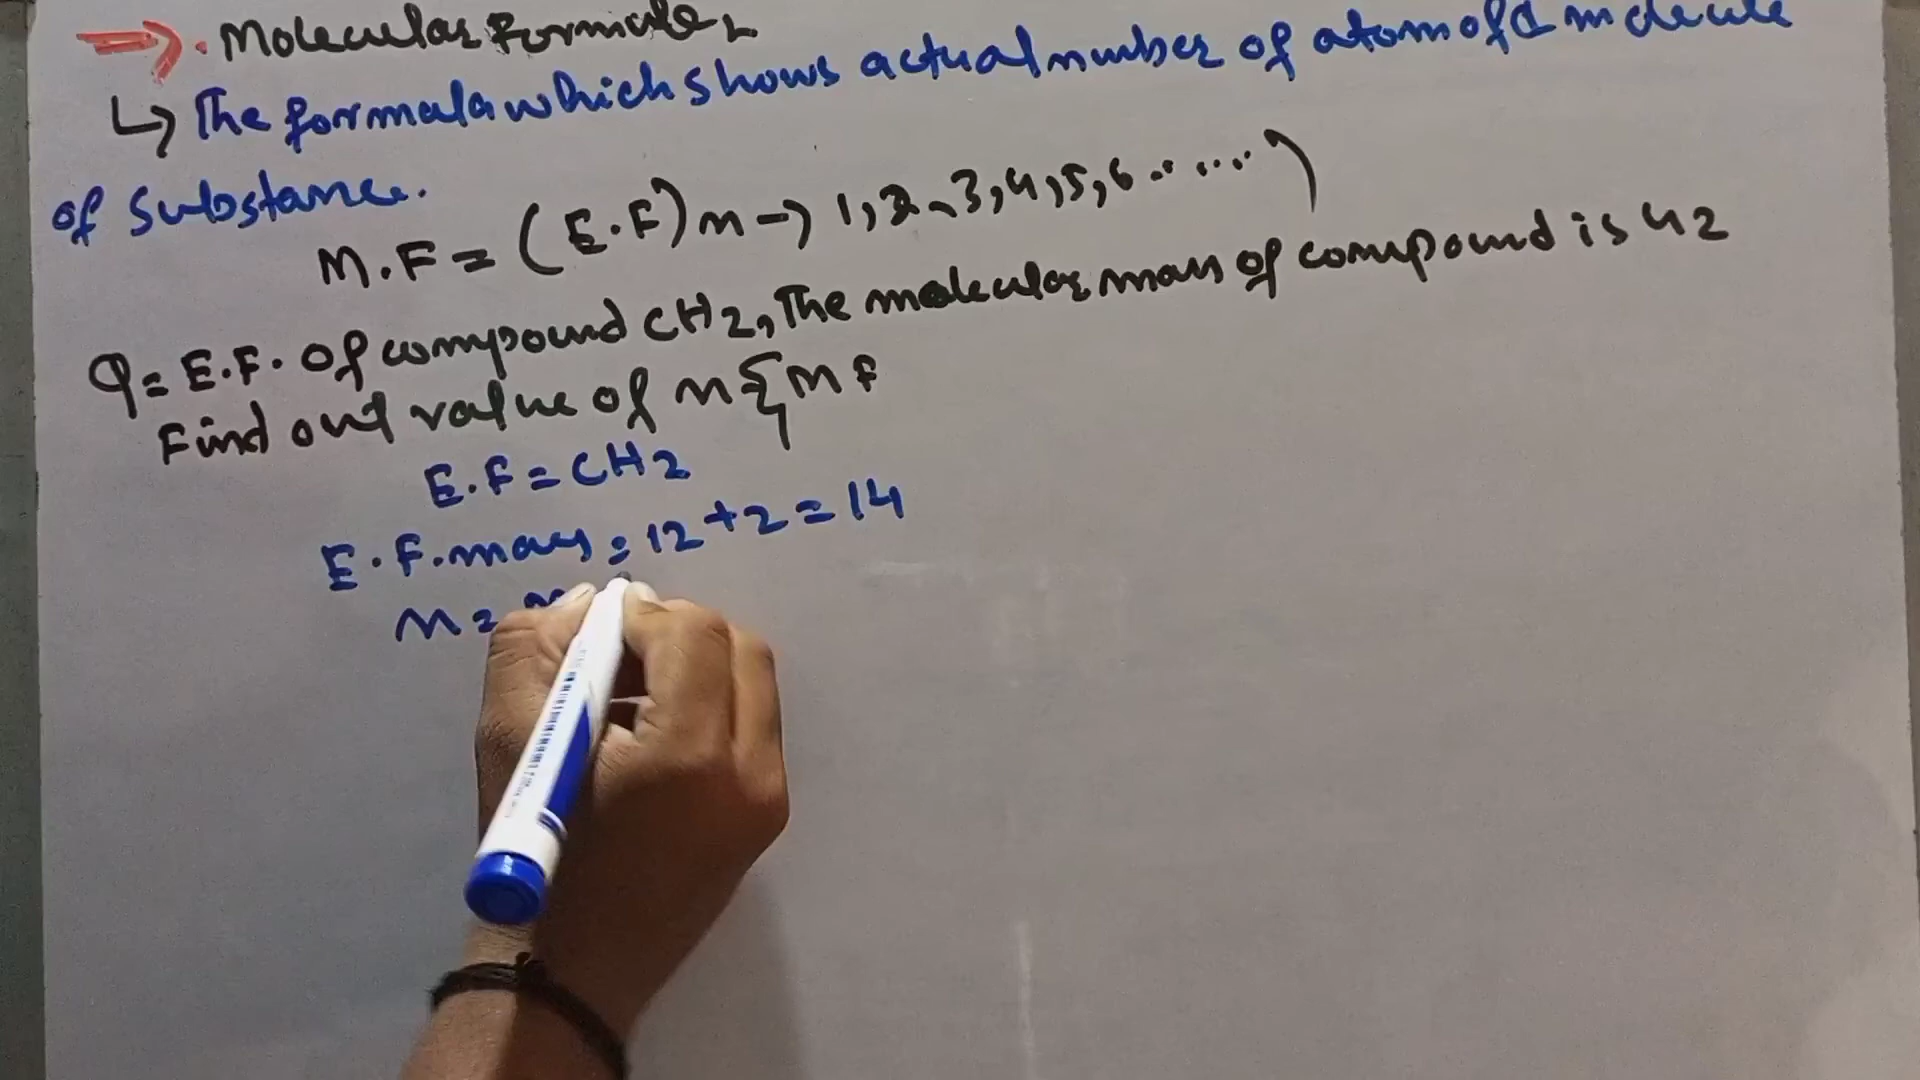 . Molecular Formula
↳ The formula which shows actual number of atom of a molecule
of Substance.
M.F = (E.F)n → 1, 2, 3, 4, 5, 6 .......)
Q = E.F. of compound CH2, The molecular mass of compound is 42
Find out value of n & MF
E.F = CH2
E.F. mass = 12 + 2 = 14
n =